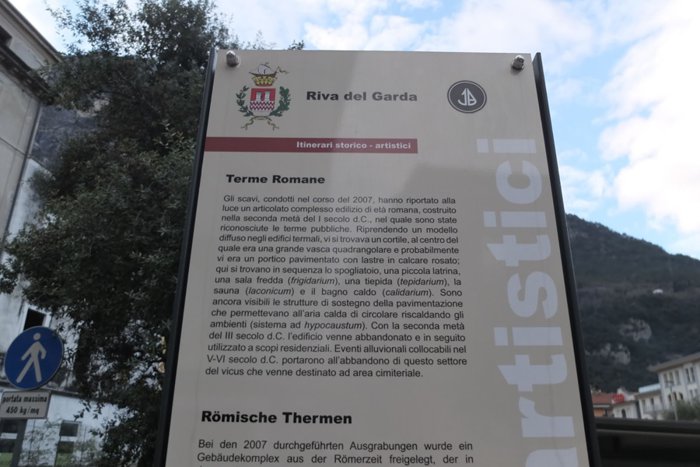 Riva del Garda
Itinerari storico - artistici
Terme Romane
Gli scavi, condotti nel corso del 2007, hanno riportato alla
luce un articolato complesso edilizio di età romana, costruito
nella seconda metà del I secolo d.C., nel quale sono state
riconosciute le terme pubbliche. Riprendendo un modello
diffuso negli edifici termali, vi si trovava un cortile, al centro del
quale era una grande vasca quadrangolare e probabilmente
vi era un portico pavimentato con lastre in calcare rosato;
qui si trovano in sequenza lo spogliatoio, una piccola latrina,
una sala fredda (frigidarium), una tiepida (tepidarium), la
sauna (laconicum) e il bagno caldo (calidarium). Sono
ancora visibili le strutture di sostegno della pavimentazione
che permettevano all'aria calda di circolare riscaldando gli
ambienti (sistema ad hypocaustum). Con la seconda metà
del III secolo d.C. l'edificio venne abbandonato e in seguito
utilizzato a scopi residenziali. Eventi alluvionali collocabili nel
V-VI secolo d.C. portarono all'abbandono di questo settore
del vicus che venne destinato ad area cimiteriale.
Römische Thermen
Bei den 2007 durchgeführten Ausgrabungen wurde ein
Gebäudekomplex aus der Römerzeit freigelegt, der in
artistici
portata massima
450 kg/mq